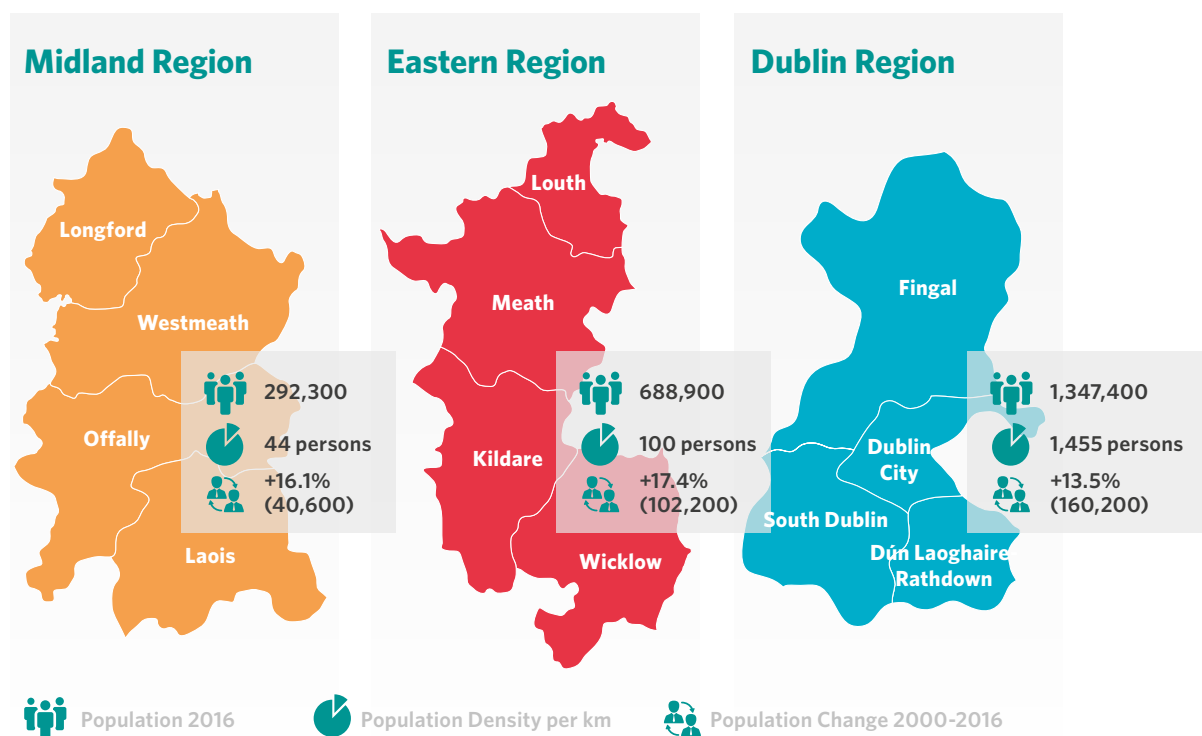 Midland Region
Longford
Westmeath
Offally
Laois
292,300
44 persons
+16.1%
(40,600)
Eastern Region
Louth
Meath
Kildare
Wicklow
688,900
100 persons
+17.4%
(102,200)
Dublin Region
Fingal
Dublin
City
South Dublin
Dún Laoghaire
Rathdown
1,347,400
1,455 persons
+13.5%
(160,200)
Population 2016
Population Density per km
Population Change 2000-2016